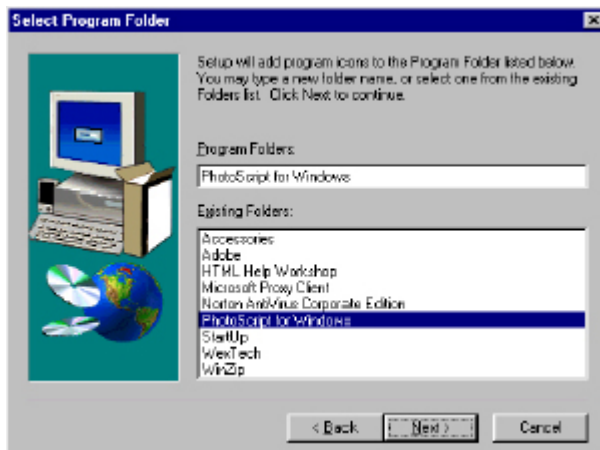 Select Program Folder
Setup will add program icons to the Program Folder listed below.
You may type a new folder name, or select one from the existing
Folders list. Click Next to continue.
Program Folders:
PhotoScript for Windows
Existing Folders:
Accessories
Adobe
HTML Help Workshop
Microsoft Proxy Client
Norton AntiVirus Corporate Edition
PhotoScript for Windows
StartUp
WexTech
WinZip
< Back
Next >
Cancel